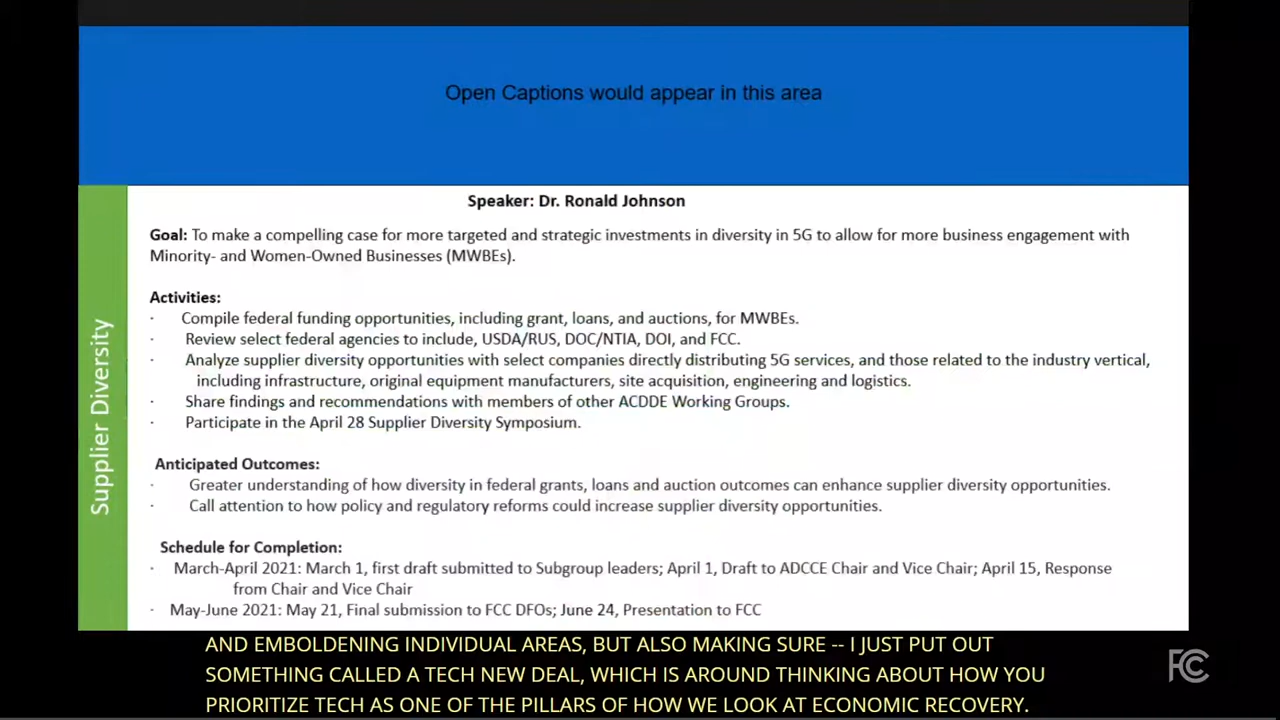 Open Captions would appear in this area
Speaker: Dr. Ronald Johnson
Goal: To make a compelling case for more targeted and strategic investments in diversity in 5G to allow for more business engagement with
Minority- and Women-Owned Businesses (MWBEs).
Activities:
· Compile federal funding opportunities, including grant, loans, and auctions, for MWBEs.
· Review select federal agencies to include, USDA/RUS, DOC/NTIA, DOI, and FCC.
· Analyze supplier diversity opportunities with select companies directly distributing 5G services, and those related to the industry vertical,
including infrastructure, original equipment manufacturers, site acquisition, engineering and logistics.
· Share findings and recommendations with members of other ACDDE Working Groups.
· Participate in the April 28 Supplier Diversity Symposium.
Anticipated Outcomes:
· Greater understanding of how diversity in federal grants, loans and auction outcomes can enhance supplier diversity opportunities.
· Call attention to how policy and regulatory reforms could increase supplier diversity opportunities.
Schedule for Completion:
· March-April 2021: March 1, first draft submitted to Subgroup leaders; April 1, Draft to ADCCE Chair and Vice Chair; April 15, Response
from Chair and Vice Chair
· May-June 2021: May 21, Final submission to FCC DFOs; June 24, Presentation to FCC
Supplier Diversity
AND EMBOLDENING INDIVIDUAL AREAS, BUT ALSO MAKING SURE -- I JUST PUT OUT
SOMETHING CALLED A TECH NEW DEAL, WHICH IS AROUND THINKING ABOUT HOW YOU
PRIORITIZE TECH AS ONE OF THE PILLARS OF HOW WE LOOK AT ECONOMIC RECOVERY.
FCC